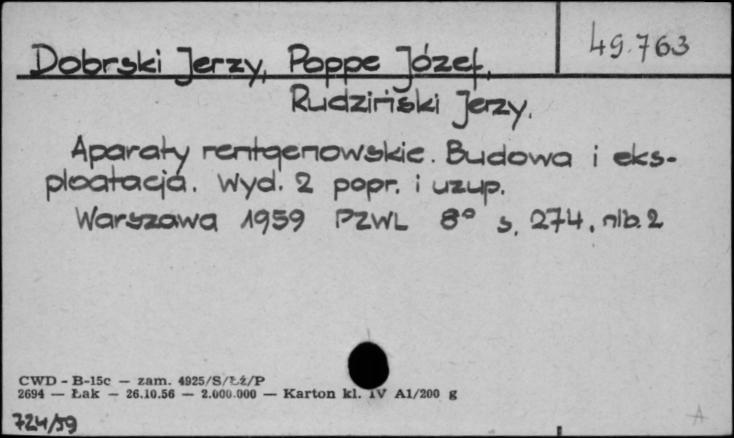 49.763
Dobrski Jerzy, Poppe Józef,
Rudziński Jerzy.
Aparaty rentgenowskie. Budowa i eks-
ploatacja. Wyd. 2 popr. i uzup.
Warszawa 1959 PZWL 8° s. 274, nlb. 2
CWD - B-15c — zam. 4925/S/Łż/P
2694 — Łak — 26.10.56 — 2.000.000 — Karton kl. IV A1/200 g
724/59
A